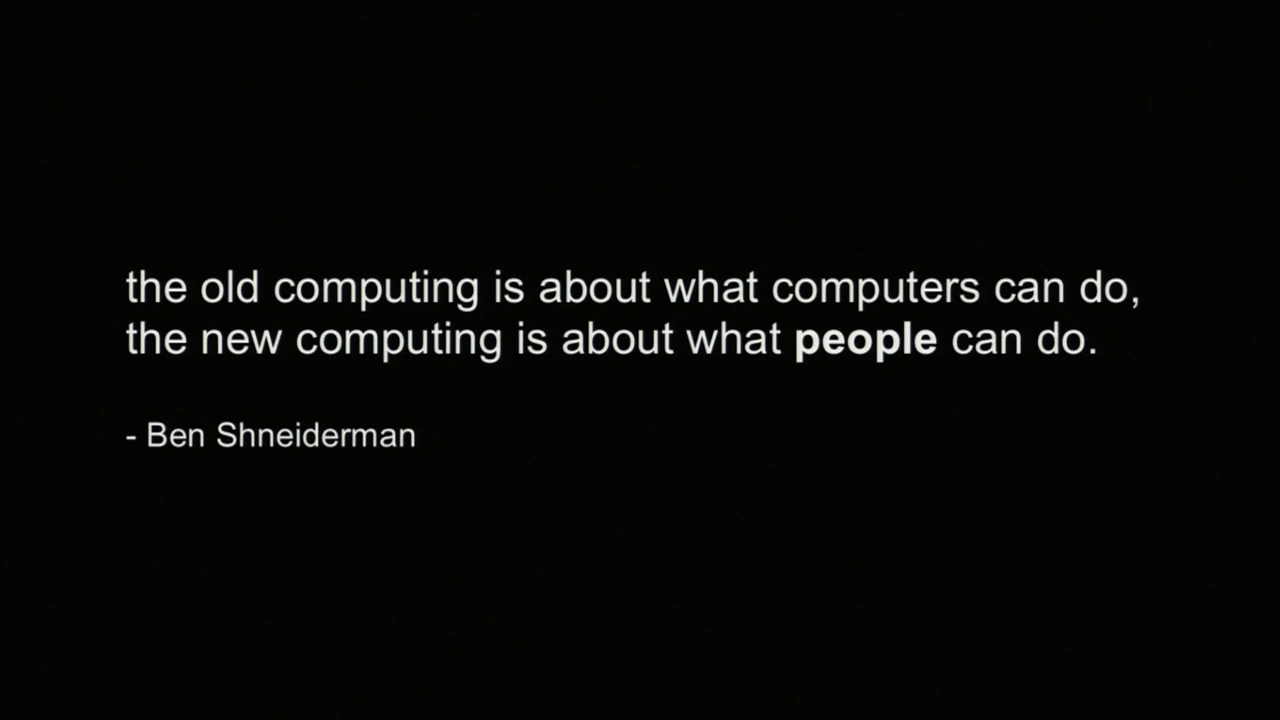 the old computing is about what computers can do,
the new computing is about what people can do.
- Ben Shneiderman